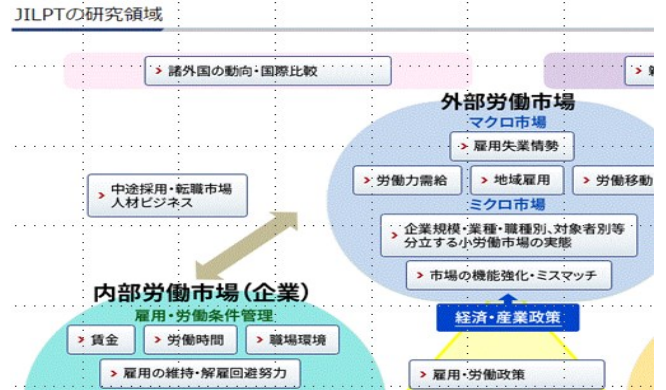 JILPTの研究領域
諸外国の動向・国際比較
外部労働市場
マクロ市場
雇用失業情勢
労働力需給
地域雇用
労働移動
ミクロ市場
企業規模・業種・職種別、対象者別等
分立する小労働市場の実態
市場の機能強化・ミスマッチ
中途採用・転職市場
人材ビジネス
内部労働市場(企業)
雇用・労働条件管理
賃金
労働時間
職場環境
雇用の維持・解雇回避努力
経済・産業政策
雇用・労働政策